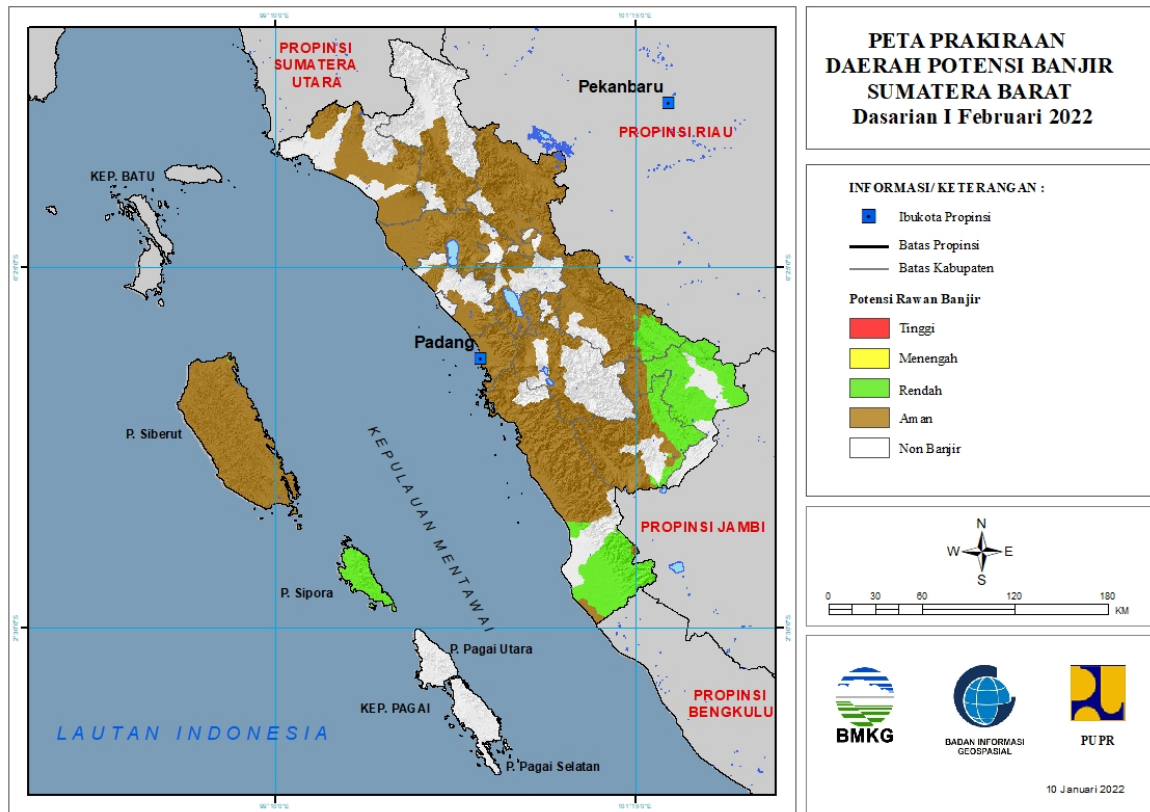 PETA PRAKIRAAN
DAERAH POTENSI BANJIR
SUMATERA BARAT
Dasarian I Februari 2022
INFORMASI/ KETERANGAN :
Ibukota Propinsi
Batas Propinsi
Batas Kabupaten
Potensi Rawan Banjir
Tinggi
Menengah
Rendah
Aman
Non Banjir
N
W E
S
0 30 60 120 180
KM
BMKG
BADAN INFORMASI
GEOSPASIAL
PUPR
10 Januari 2022
PROPINSI
SUMATERA
UTARA
Pekanbaru
PROPINSI RIAU
KEP. BATU
Padang
P. Siberut
KEPULAUAN MENTAWAI
PROPINSI JAMBI
P. Sipora
P. Pagai Utara
KEP. PAGAI
PROPINSI
BENGKULU
LAUTAN INDONESIA
P. Pagai Selatan